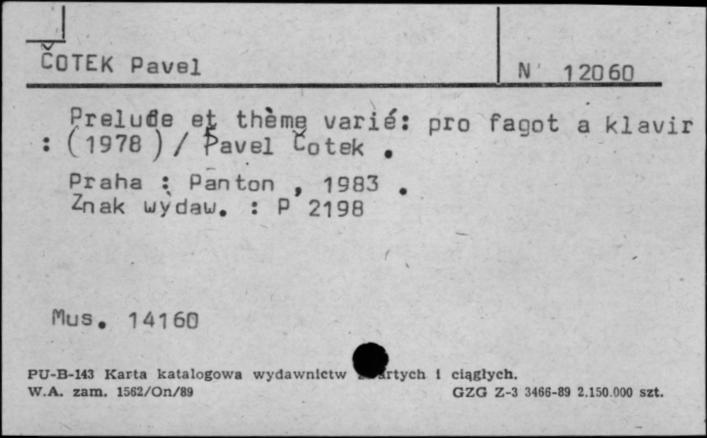 ČOTEK Pavel
N 12060
Prelude et thème varié: pro fagot a klavir
: (1978) / Pavel Čotek .
Praha : Panton , 1983 .
Znak wydaw. : P 2198
Mus. 14160
PU-B-143 Karta katalogowa wydawnictw zwartych i ciągłych.
W.A. zam. 1562/On/89
GZG Z-3 3466-89 2.150.000 szt.